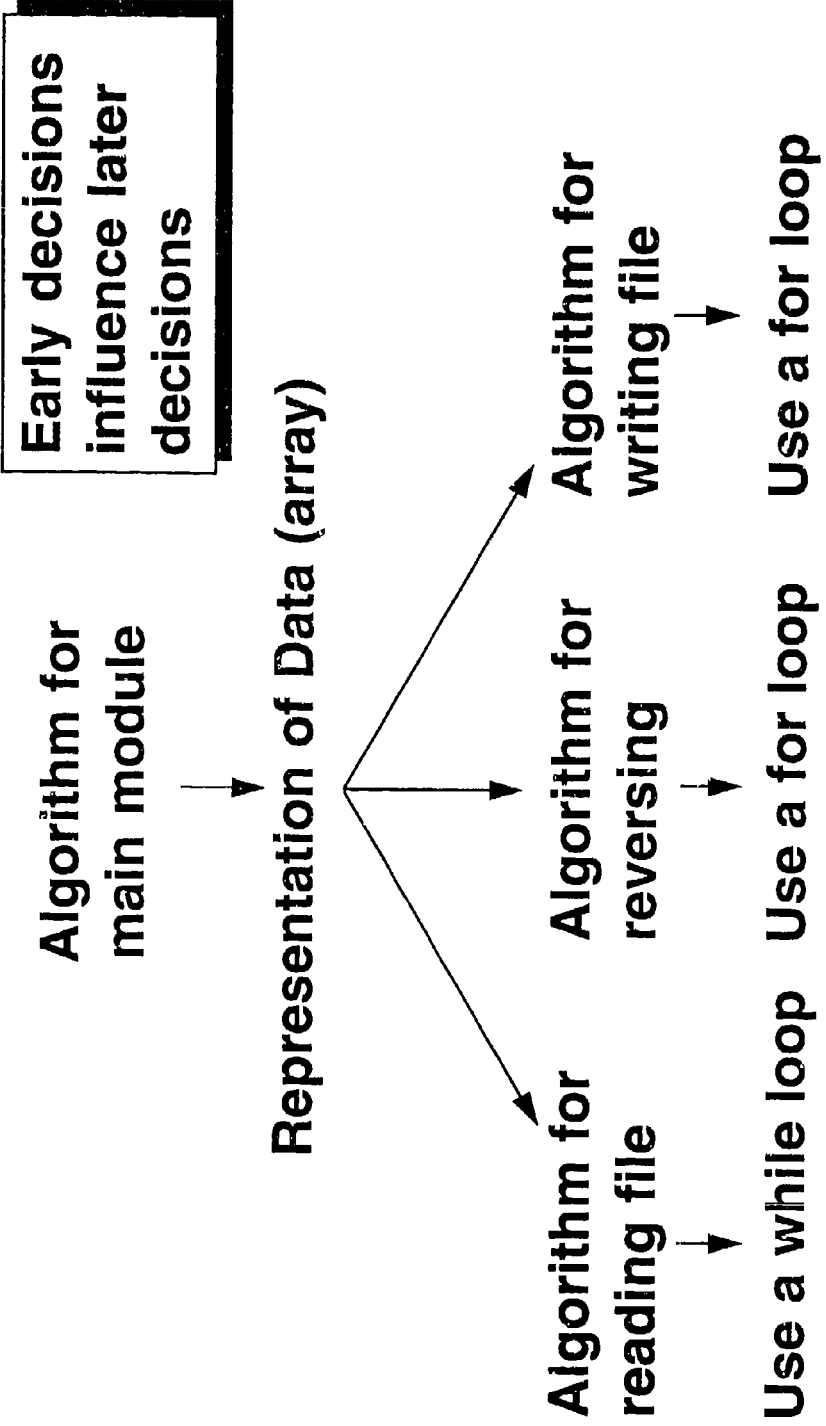 Early decisions
influence later
decisions
Algorithm for
main module
Representation of Data (array)
Algorithm for
reading file
Algorithm for
reversing
Algorithm for
writing file
Use a while loop
Use a for loop
Use a for loop